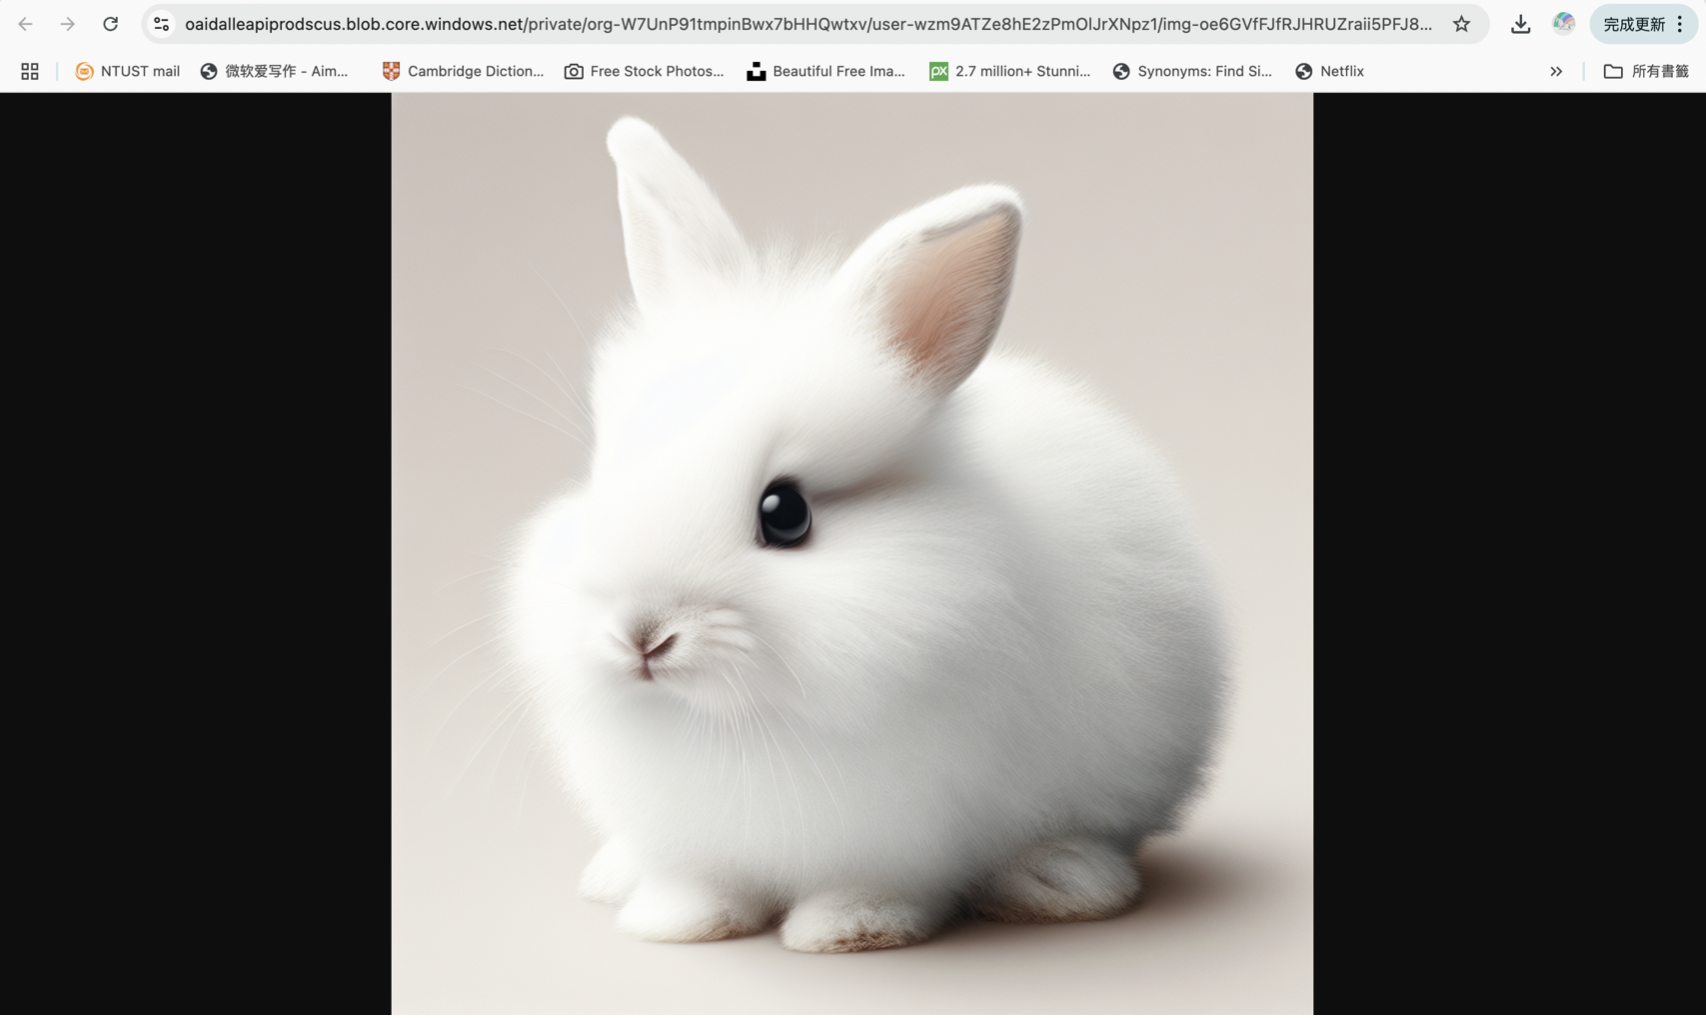 oaidalleapiprodscus.blob.core.windows.net/private/org-W7UnP91tmpinBwx7bHHQwtxv/user-wzm9ATZe8hE2zPmOlJrXNpz1/img-oe6GVfFJfRJHRUZraii5PFJ8... 完成更新
NTUST mail 微软爱写作 - Aim... Cambridge Diction... Free Stock Photos... Beautiful Free Ima... px 2.7 million+ Stunni... Synonyms: Find Si... Netflix » 所有書籤